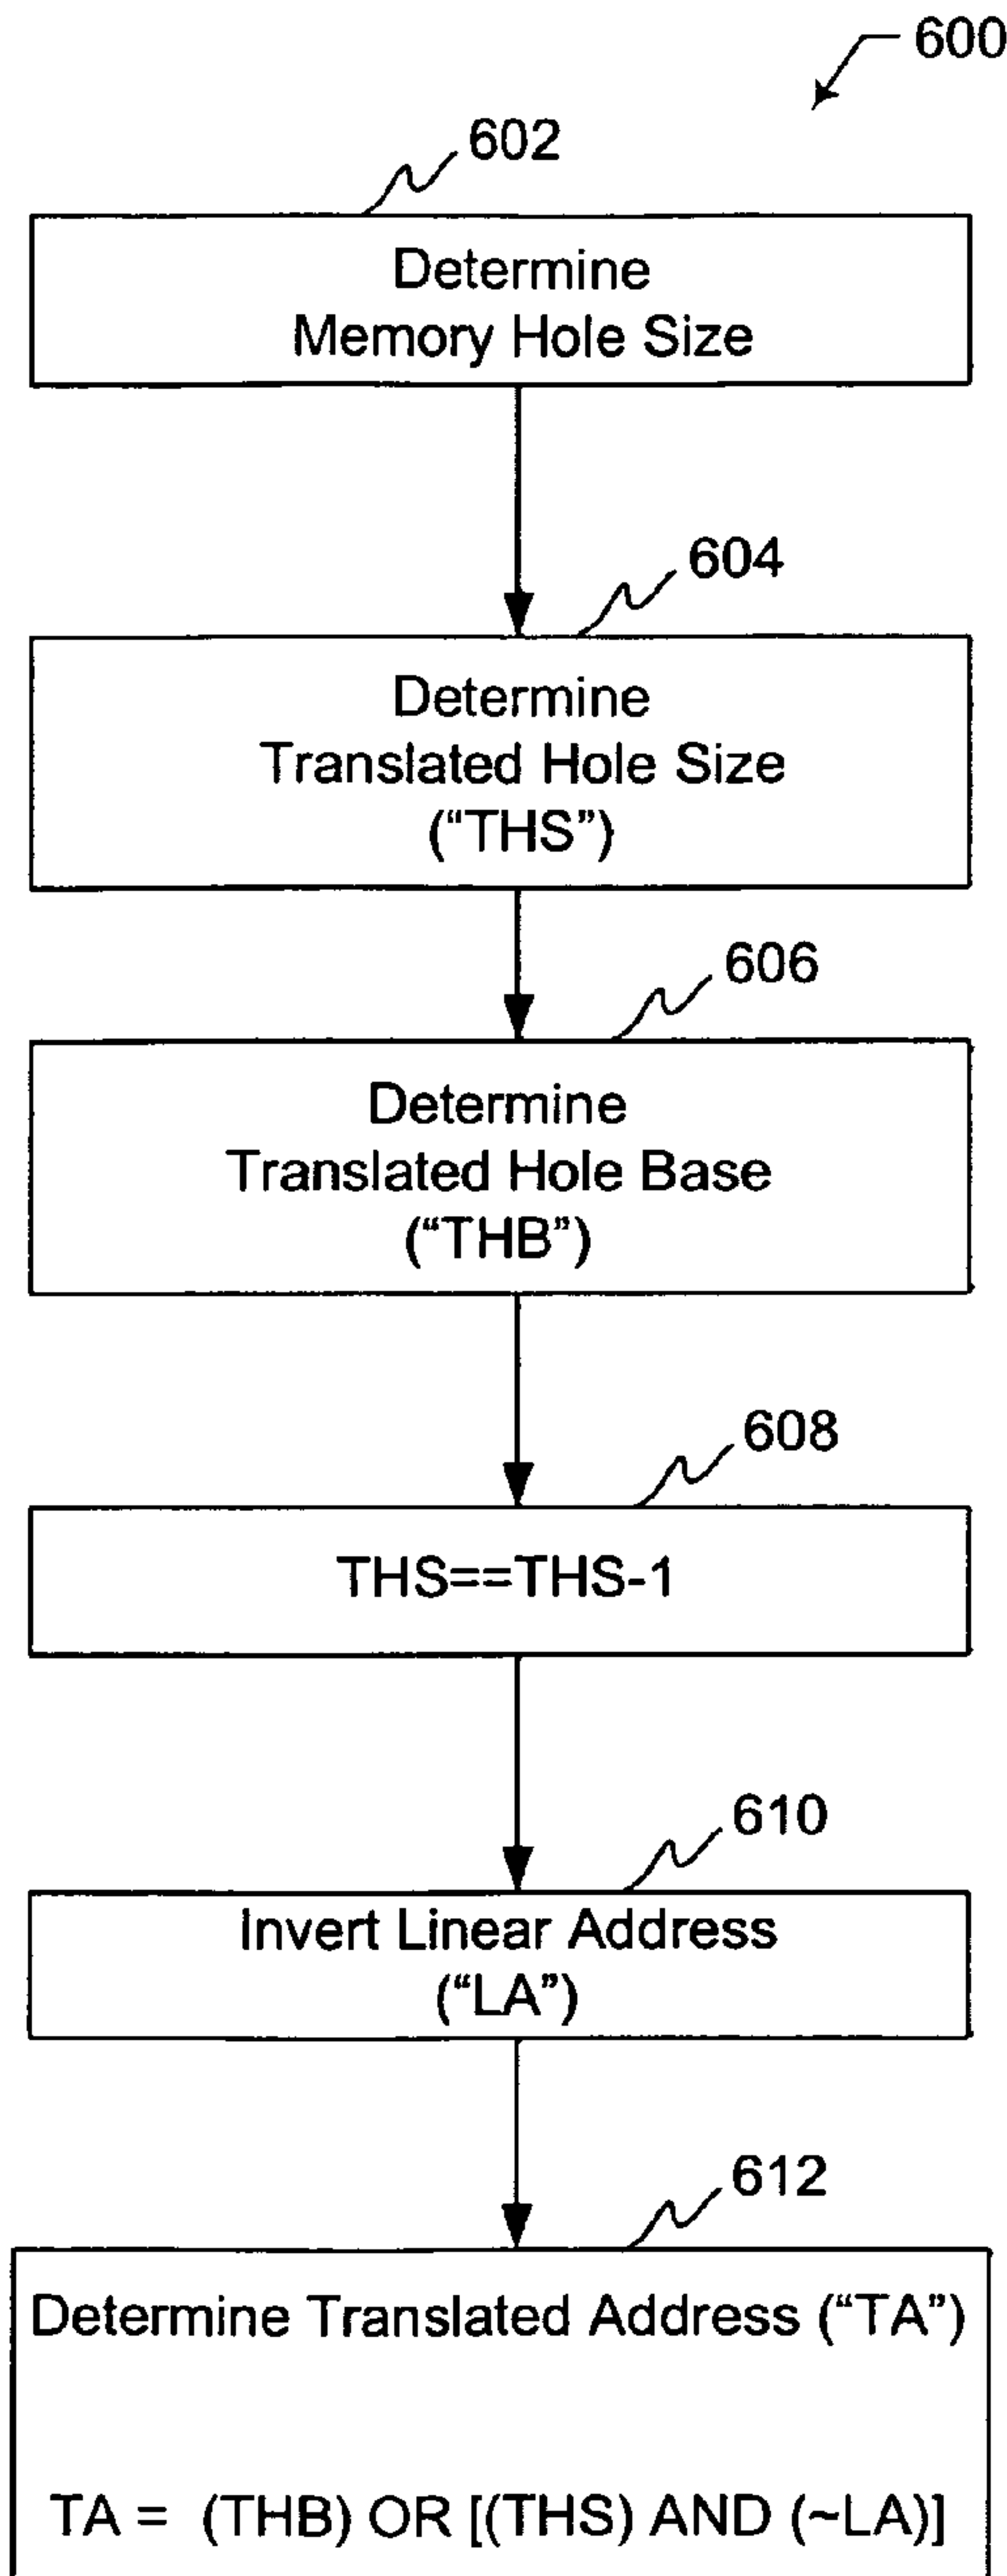 600
602
Determine
Memory Hole Size
604
Determine
Translated Hole Size
(“THS”)
606
Determine
Translated Hole Base
(“THB”)
608
THS==THS-1
610
Invert Linear Address
(“LA”)
612
Determine Translated Address (“TA”)
TA = (THB) OR [(THS) AND (~LA)]